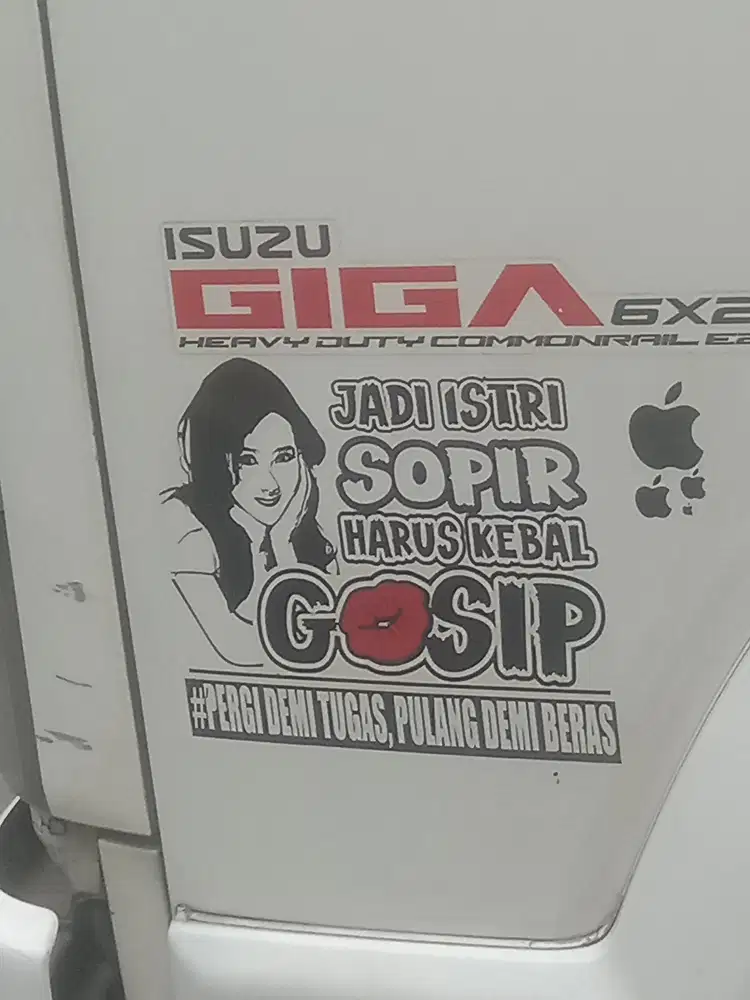 ISUZU
GIGA 6X2
HEAVY DUTY COMMONRAIL
JADI ISTRI
SOPIR
HARUS KEBAL
GOSIP
#PERGI DEMI TUGAS, PULANG DEMI BERAS